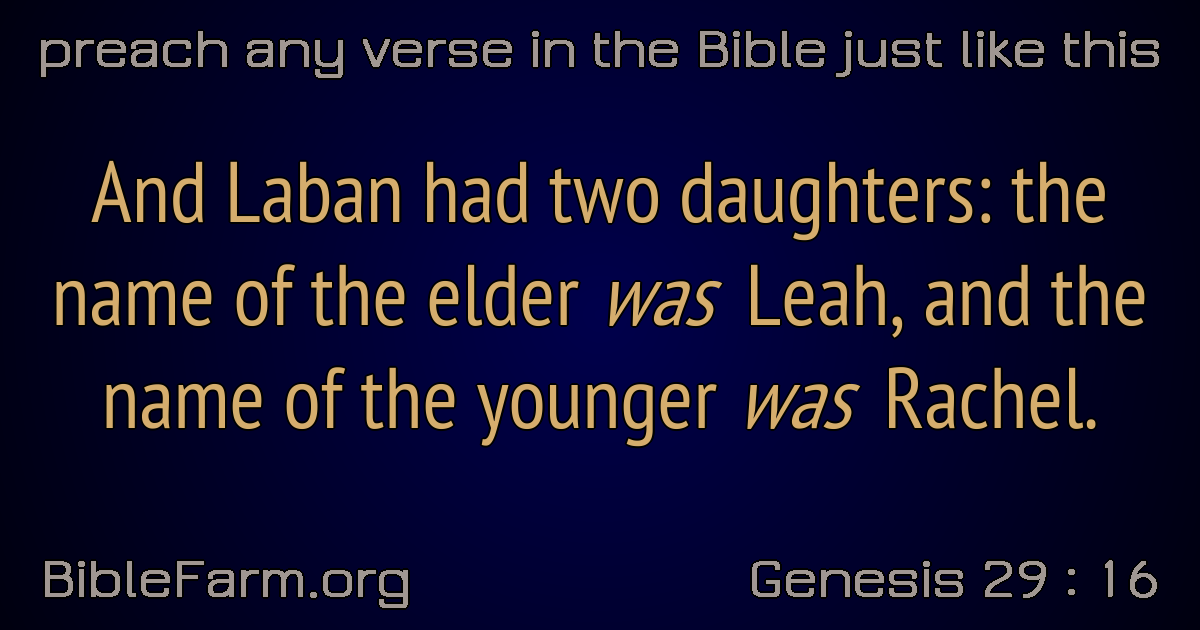 preach any verse in the Bible just like this
And Laban had two daughters: the
name of the elder was Leah, and the
name of the younger was Rachel.
BibleFarm.org
Genesis 29 : 16